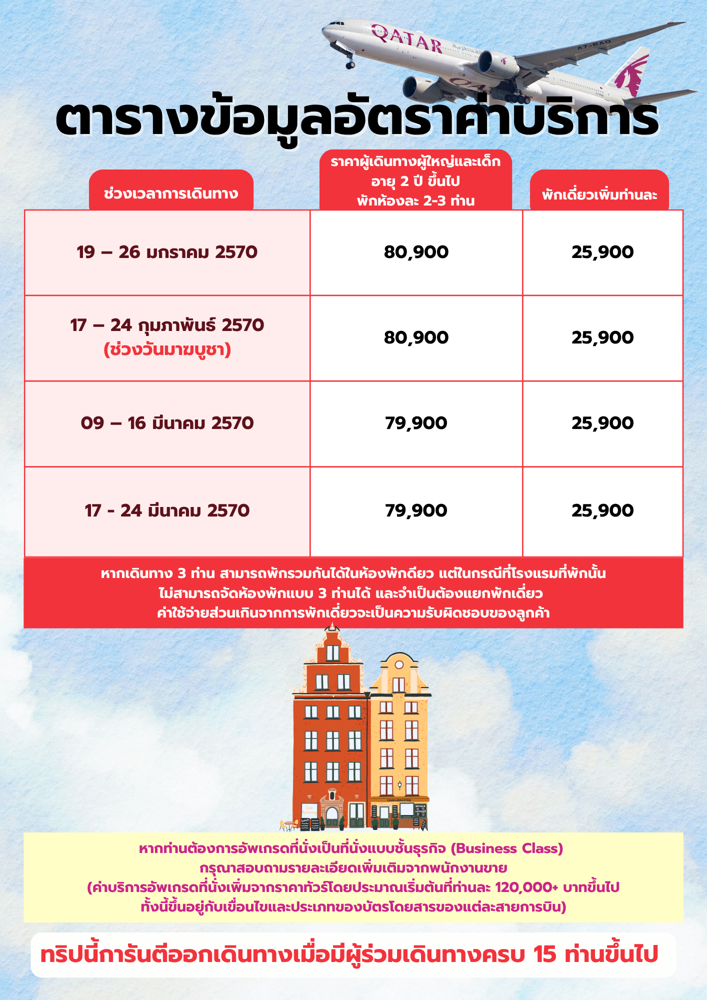 QATAR
القطرية
A7-BAQ
QA
ตารางข้อมูลอัตราค่าบริการ
ช่วงเวลาการเดินทาง
ราคาผู้เดินทางผู้ใหญ่และเด็ก
อายุ 2 ปี ขึ้นไป
พักห้องละ 2-3 ท่าน
พักเดี่ยวเพิ่มท่านละ
19 – 26 มกราคม 2570
80,900
25,900
17 – 24 กุมภาพันธ์ 2570
(ช่วงวันมาฆบูชา)
80,900
25,900
09 – 16 มีนาคม 2570
79,900
25,900
17 - 24 มีนาคม 2570
79,900
25,900
หากเดินทาง 3 ท่าน สามารถพักรวมกันได้ในห้องพักดียว แต่ในกรณีที่โรงแรมที่พักนั้น
ไม่สามารถจัดห้องพักแบบ 3 ท่านได้ และจำเป็นต้องแยกพักเดี่ยว
ค่าใช้จ่ายส่วนเกินจากการพักเดี่ยวจะเป็นความรับผิดชอบของลูกค้า
CHOKLADKOPPEN
Cafe
Restaurang
lunch
หากท่านต้องการอัพเกรดที่นั่งเป็นที่นั่งแบบชั้นธุรกิจ (Business Class)
กรุณาสอบถามรายละเอียดเพิ่มเติมจากพนักงานขาย
(ค่าบริการอัพเกรดที่นั่งเพิ่มจากราคาทัวร์โดยประมาณเริ่มต้นที่ท่านละ 120,000+ บาทขึ้นไป
ทั้งนี้ขึ้นอยู่กับเงื่อนไขและประเภทของบัตรโดยสารของแต่ละสายการบิน)
ทริปนี้การันตีออกเดินทางเมื่อมีผู้ร่วมเดินทางครบ 15 ท่านขึ้นไป